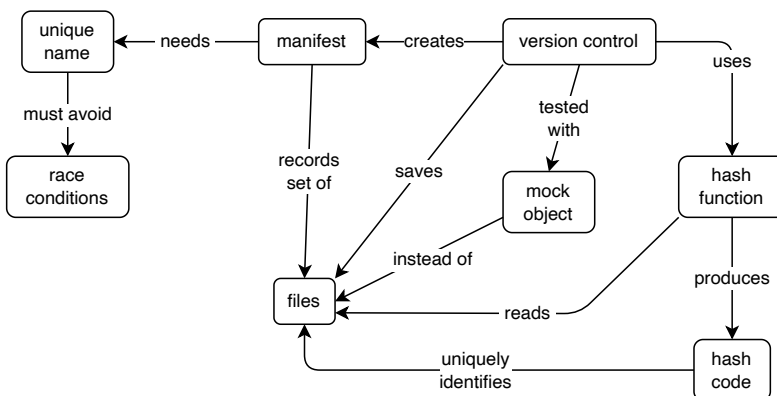 unique
name
needs
manifest
creates
version control
uses
must avoid
tested
with
race
conditions
records
set of
saves
mock
object
hash
function
instead of
files
reads
produces
uniquely
identifies
hash
code